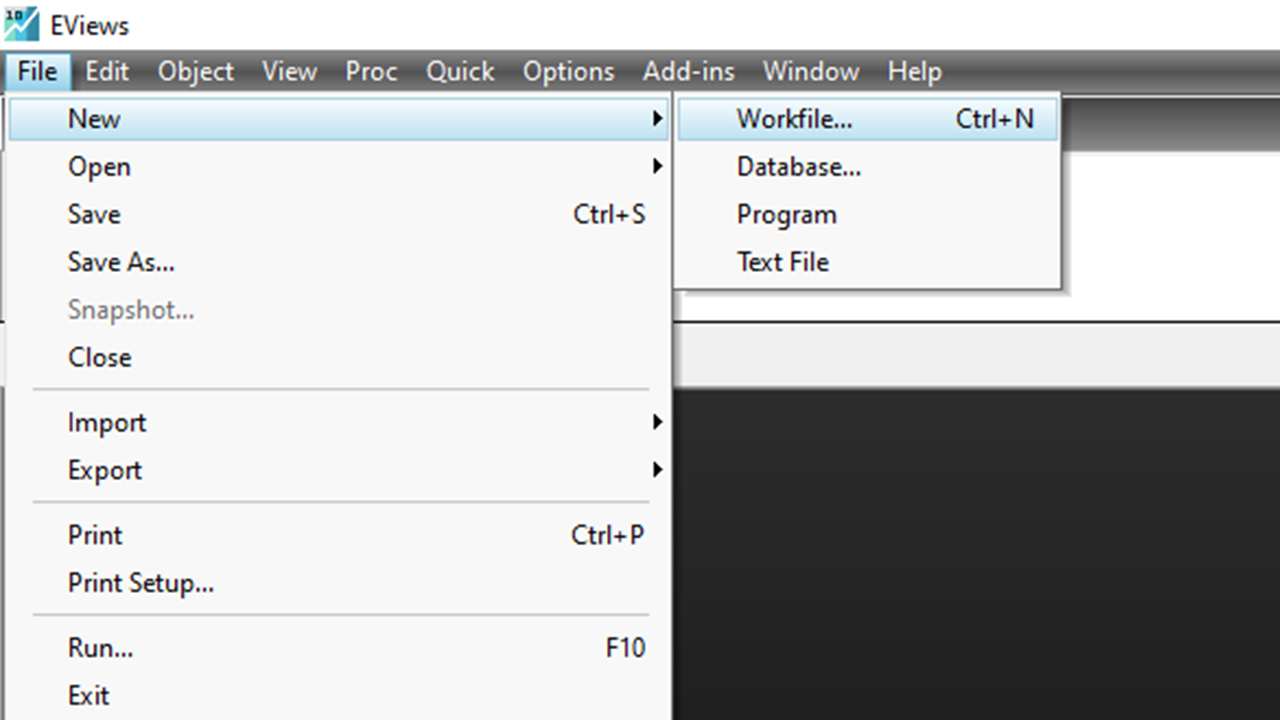 10 EViews
File Edit Object View Proc Quick Options Add-ins Window Help
New Workfile... Ctrl+N
Open Database...
Save Ctrl+S Program
Save As... Text File
Snapshot...
Close
Import
Export
Print Ctrl+P
Print Setup...
Run... F10
Exit